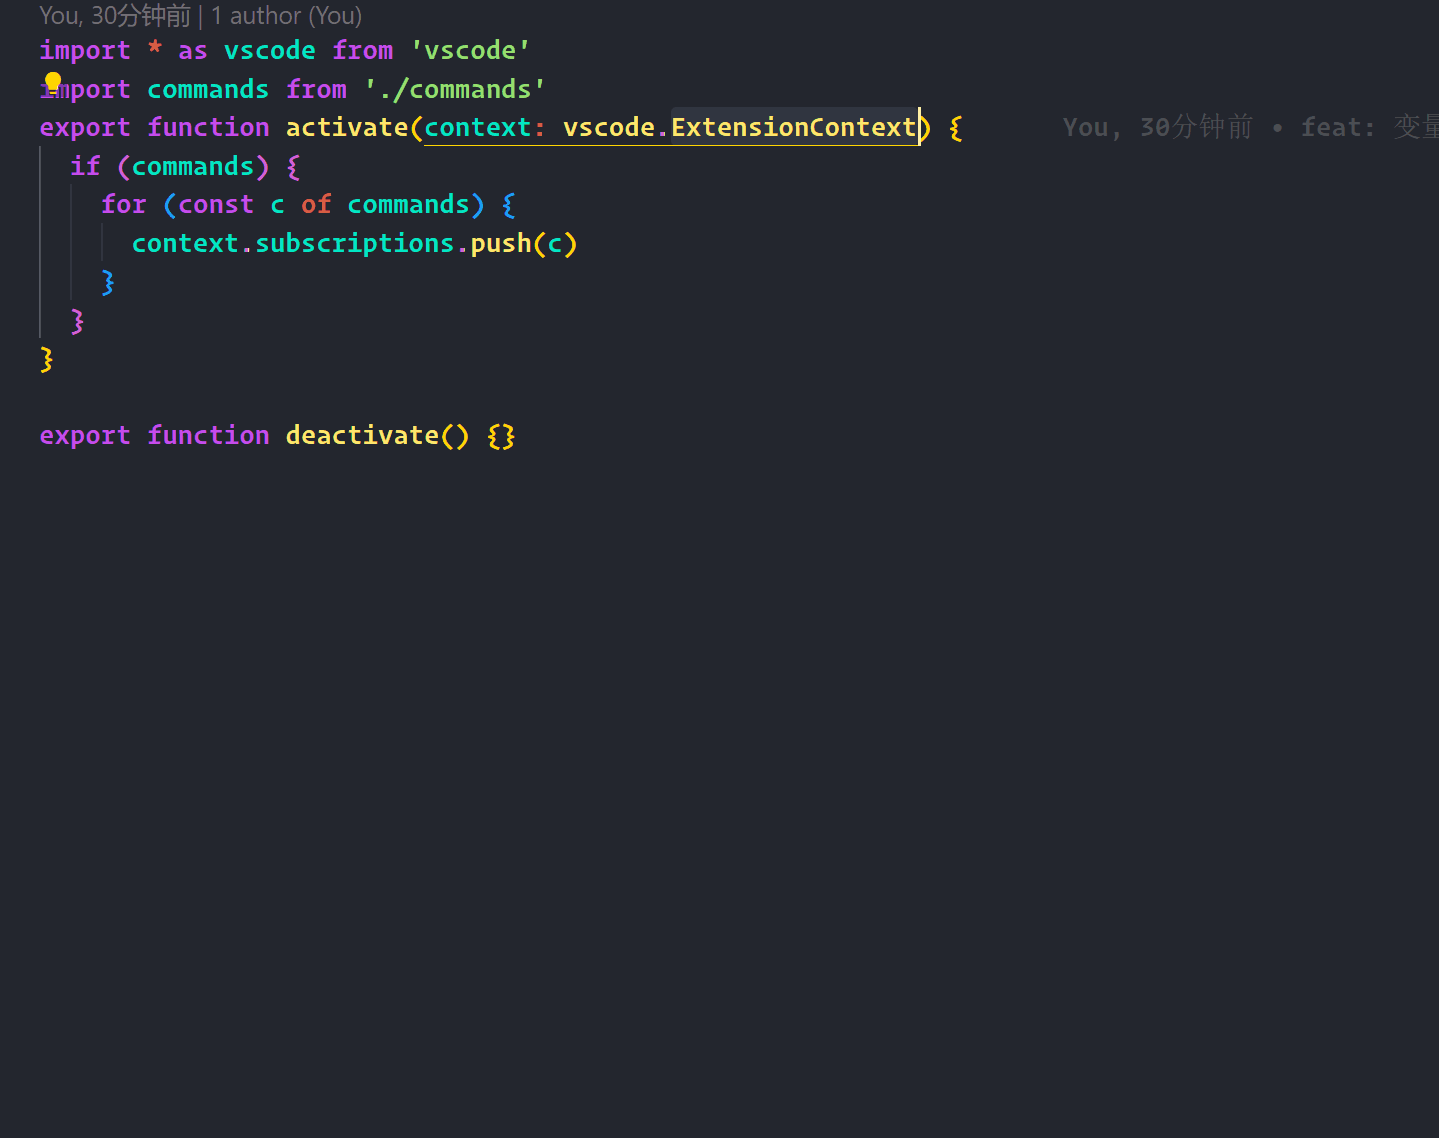 You, 30分钟前 | 1 author (You)
import * as vscode from 'vscode'
import commands from './commands'
export function activate(context: vscode.ExtensionContext) { You, 30分钟前 • feat: 变量
  if (commands) {
    for (const c of commands) {
      context.subscriptions.push(c)
    }
  }
}
export function deactivate() {}